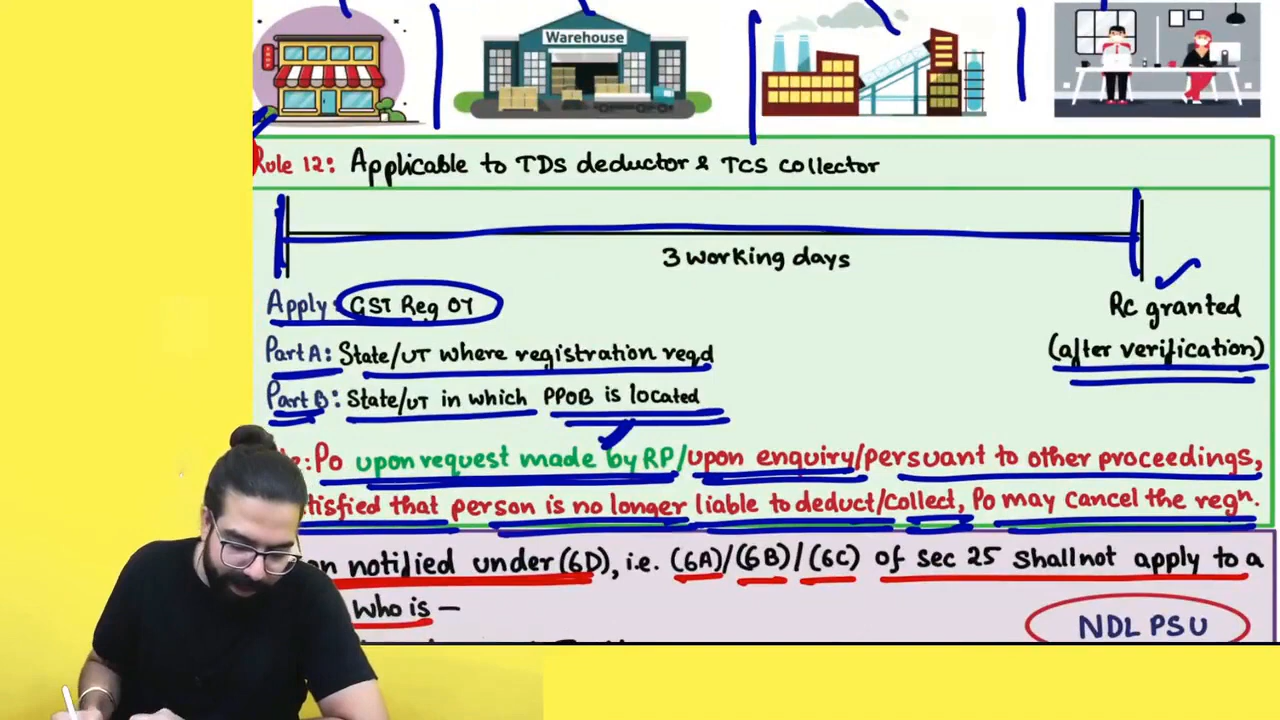 Warehouse
Rule 12: Applicable to TDS deductor & TCS collector
3 working days
Apply: GST Reg 07
RC granted
(after verification)
Part A: State/UT where registration reqd
Part B: State/UT in which PPOB is located
: Po upon request made by RP/upon enquiry/persuant to other proceedings,
that person is no longer liable to deduct/collect, Po may cancel the regn.
notified under (6D), i.e. (6A)/(6B)/(6C) of sec 25 shall not apply to a
who is –
NDL PSU